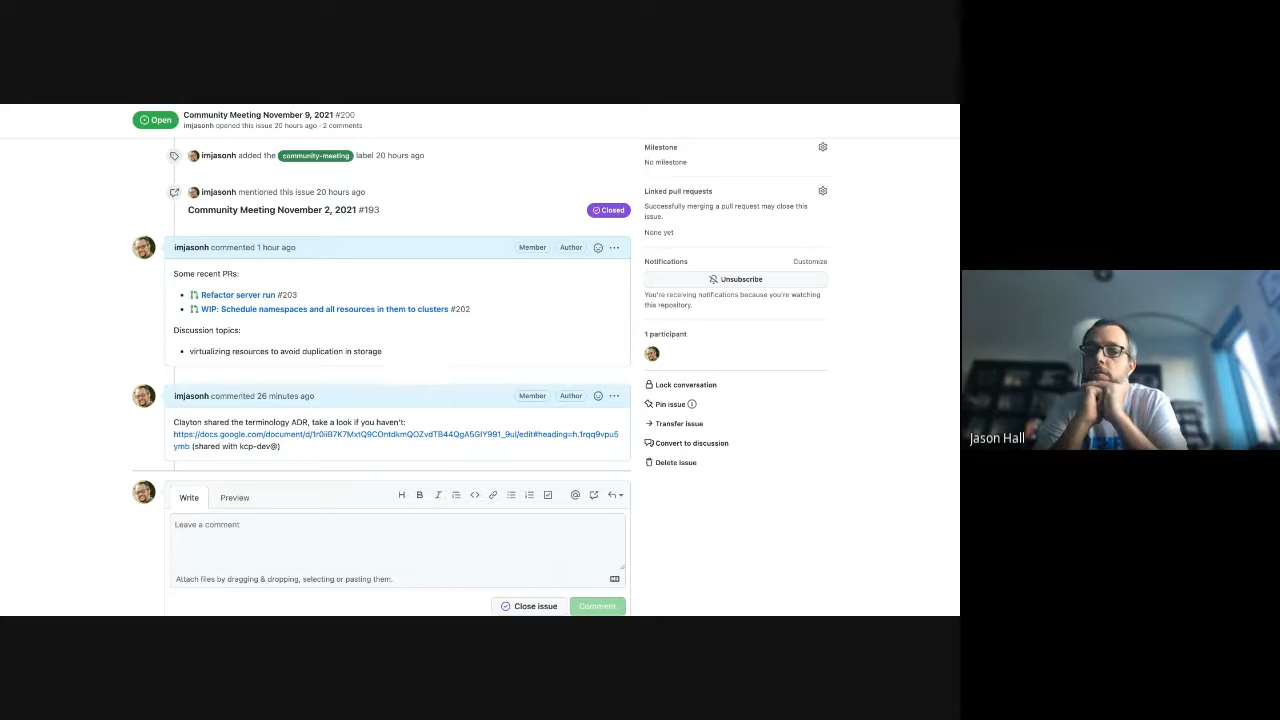 Open
Community Meeting November 9, 2021 #200
imjasonh opened this issue 20 hours ago · 2 comments
imjasonh added the community-meeting label 20 hours ago
imjasonh mentioned this issue 20 hours ago
Community Meeting November 2, 2021 #193
Closed
imjasonh commented 1 hour ago
Member
Author
Some recent PRs:
Refactor server run #203
WIP: Schedule namespaces and all resources in them to clusters #202
Discussion topics:
virtualizing resources to avoid duplication in storage
imjasonh commented 26 minutes ago
Member
Author
Clayton shared the terminology ADR, take a look if you haven't:
ymb (shared with kcp-dev@)
Write
Preview
Leave a comment
Attach files by dragging & dropping, selecting or pasting them.
Close issue
Comment
Milestone
No milestone
Linked pull requests
Successfully merging a pull request may close this
issue.
None yet
Notifications
Customize
Unsubscribe
You're receiving notifications because you're watching
this repository.
1 participant
Lock conversation
Pin issue
Transfer issue
Convert to discussion
Delete issue
Jason Hall